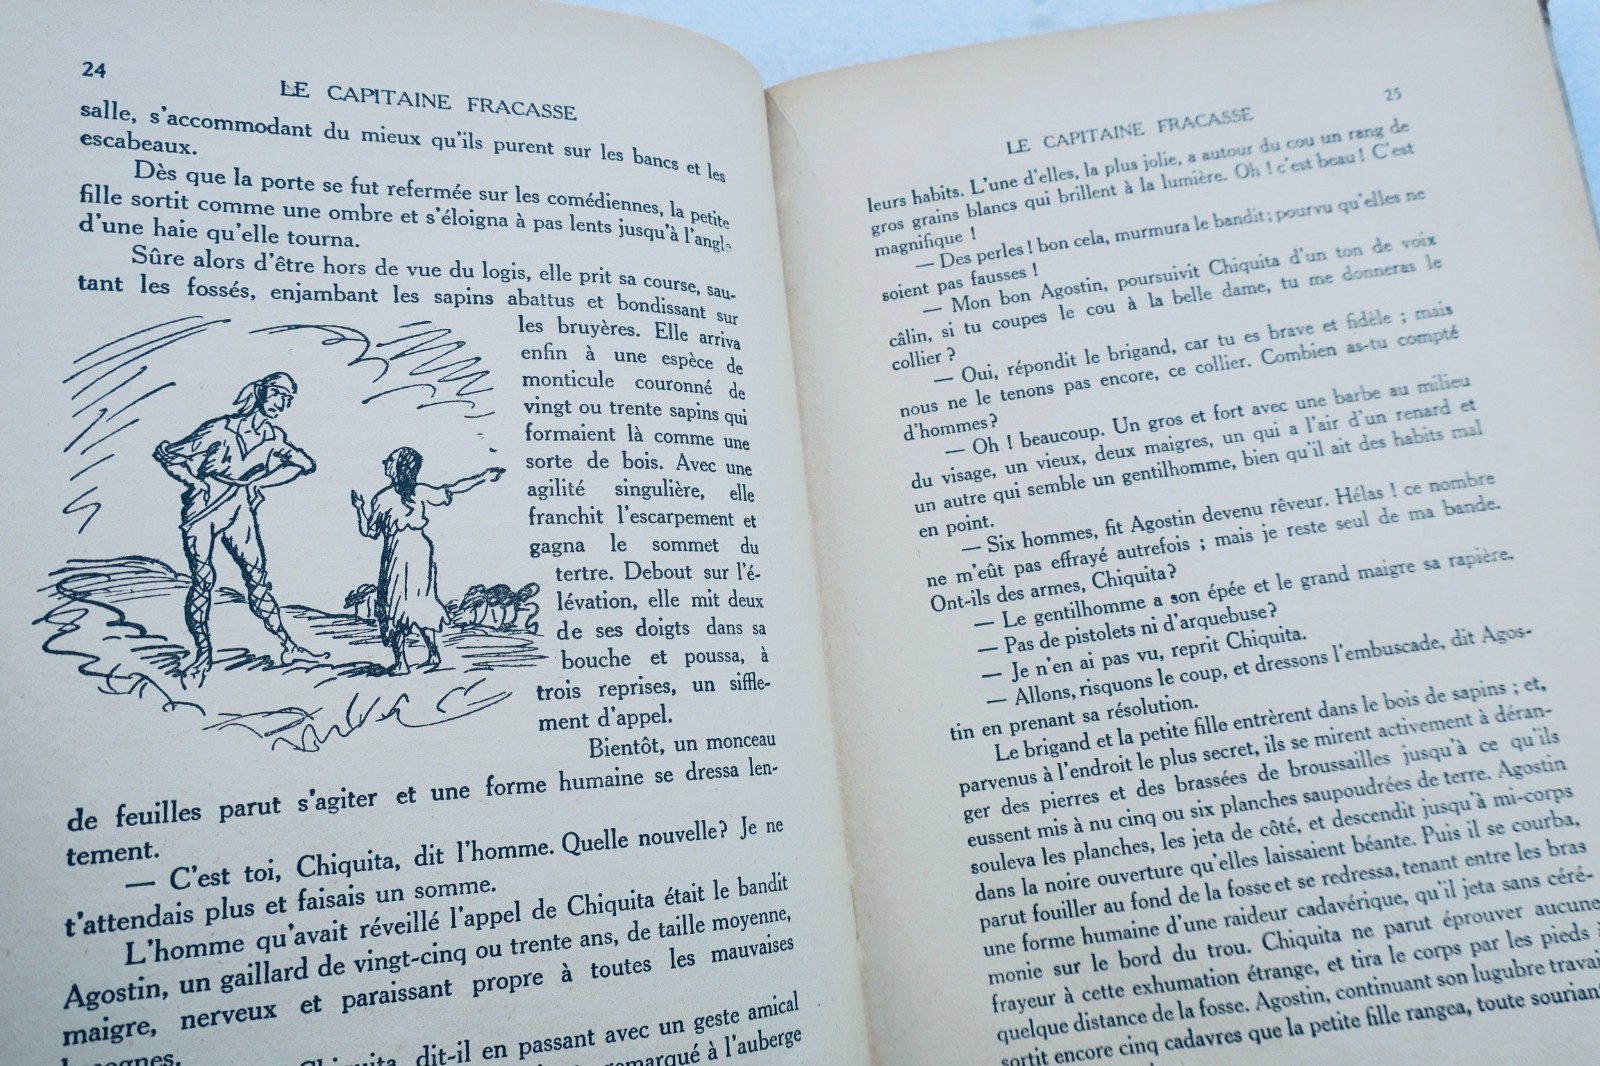 24
LE CAPITAINE FRACASSE
salle, s'accommodant du mieux qu'ils purent sur les bancs et les
escabeaux.
Dès que la porte se fut refermée sur les comédiennes, la petite
fille sortit comme une ombre et s'éloigna à pas lents jusqu'à l'angle
d'une haie qu'elle tourna.
Sûre alors d'être hors de vue du logis, elle prit sa course, sau-
tant les fossés, enjambant les sapins abattus et bondissant sur
les bruyères. Elle arriva
enfin à une espèce de
monticule couronné de
vingt ou trente sapins qui
formaient là comme une
sorte de bois. Avec une
agilité singulière, elle
franchit l'escarpement et
gagna le sommet du
tertre. Debout sur l'é-
lévation, elle mit deux
de ses doigts dans sa
bouche et poussa, à
trois reprises, un siffle-
ment d'appel.
Bientôt, un monceau
de feuilles parut s'agiter et une forme humaine se dressa len-
tement.
— C'est toi, Chiquita, dit l'homme. Quelle nouvelle? Je ne
t'attendais plus et faisais un somme.
L'homme qu'avait réveillé l'appel de Chiquita était le bandit
Agostin, un gaillard de vingt-cinq ou trente ans, de taille moyenne,
maigre, nerveux et paraissant propre à toutes les mauvaises
Chiquita, dit-il en passant avec un geste amical
remarqué à l'auberge
25
LE CAPITAINE FRACASSE
leurs habits. L'une d'elles, la plus jolie, a autour du cou un rang de
gros grains blancs qui brillent à la lumière. Oh ! c'est beau ! C'est
magnifique !
— Des perles ! bon cela, murmura le bandit ; pourvu qu'elles ne
soient pas fausses !
— Mon bon Agostin, poursuivit Chiquita d'un ton de voix
câlin, si tu coupes le cou à la belle dame, tu me donneras le
collier ?
— Oui, répondit le brigand, car tu es brave et fidèle ; mais
nous ne le tenons pas encore, ce collier. Combien as-tu compté
d'hommes?
— Oh ! beaucoup. Un gros et fort avec une barbe au milieu
du visage, un vieux, deux maigres, un qui a l'air d'un renard et
un autre qui semble un gentilhomme, bien qu'il ait des habits mal
en point.
— Six hommes, fit Agostin devenu rêveur. Hélas ! ce nombre
ne m'eût pas effrayé autrefois ; mais je reste seul de ma bande.
Ont-ils des armes, Chiquita?
— Le gentilhomme a son épée et le grand maigre sa rapière.
— Pas de pistolets ni d'arquebuse?
— Je n'en ai pas vu, reprit Chiquita.
— Allons, risquons le coup, et dressons l'embuscade, dit Agos-
tin en prenant sa résolution.
Le brigand et la petite fille entrèrent dans le bois de sapins ; et,
parvenus à l'endroit le plus secret, ils se mirent activement à déran-
ger des pierres et des brassées de broussailles jusqu'à ce qu'ils
eussent mis à nu cinq ou six planches saupoudrées de terre. Agostin
souleva les planches, les jeta de côté, et descendit jusqu'à mi-corps
dans la noire ouverture qu'elles laissaient béante. Puis il se courba,
parut fouiller au fond de la fosse et se redressa, tenant entre les bras
une forme humaine d'une raideur cadavérique, qu'il jeta sans céré-
monie sur le bord du trou. Chiquita ne parut éprouver aucune
frayeur à cette exhumation étrange, et tira le corps par les pieds à
quelque distance de la fosse. Agostin, continuant son lugubre travai
sortit encore cinq cadavres que la petite fille rangea, toute souriant